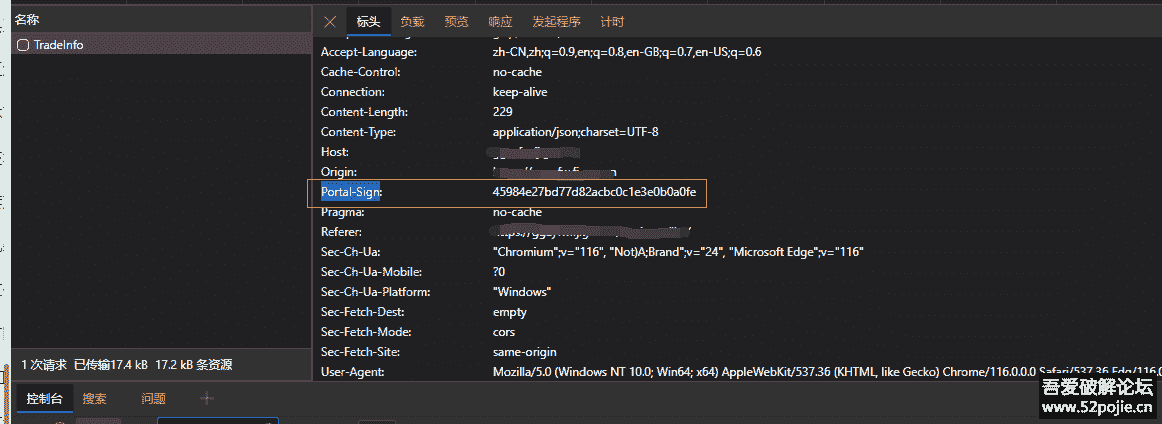 名称
标头 负载 预览 响应 发起程序 计时
TradeInfo
Accept-Language: zh-CN,zh;q=0.9,en;q=0.8,en-GB;q=0.7,en-US;q=0.6
Cache-Control: no-cache
Connection: keep-alive
Content-Length: 229
Content-Type: application/json;charset=UTF-8
Host:
Origin:
Portal-Sign: 45984e27bd77d82acbc0c1e3e0b0a0fe
Pragma: no-cache
Referer:
Sec-Ch-Ua: "Chromium";v="116", "Not)A;Brand";v="24", "Microsoft Edge";v="116"
Sec-Ch-Ua-Mobile: ?0
Sec-Ch-Ua-Platform: "Windows"
Sec-Fetch-Dest: empty
Sec-Fetch-Mode: cors
Sec-Fetch-Site: same-origin
User-Agent: Mozilla/5.0 (Windows NT 10.0; Win64; x64) AppleWebKit/537.36 (KHTML, like Gecko) Chrome/116.0.0.0 Safari/537.36 Edg/116.0
1 次请求 已传输17.4 kB 17.2 kB 条资源
控制台 搜索 问题
吾爱破解论坛
www.52pojie.cn